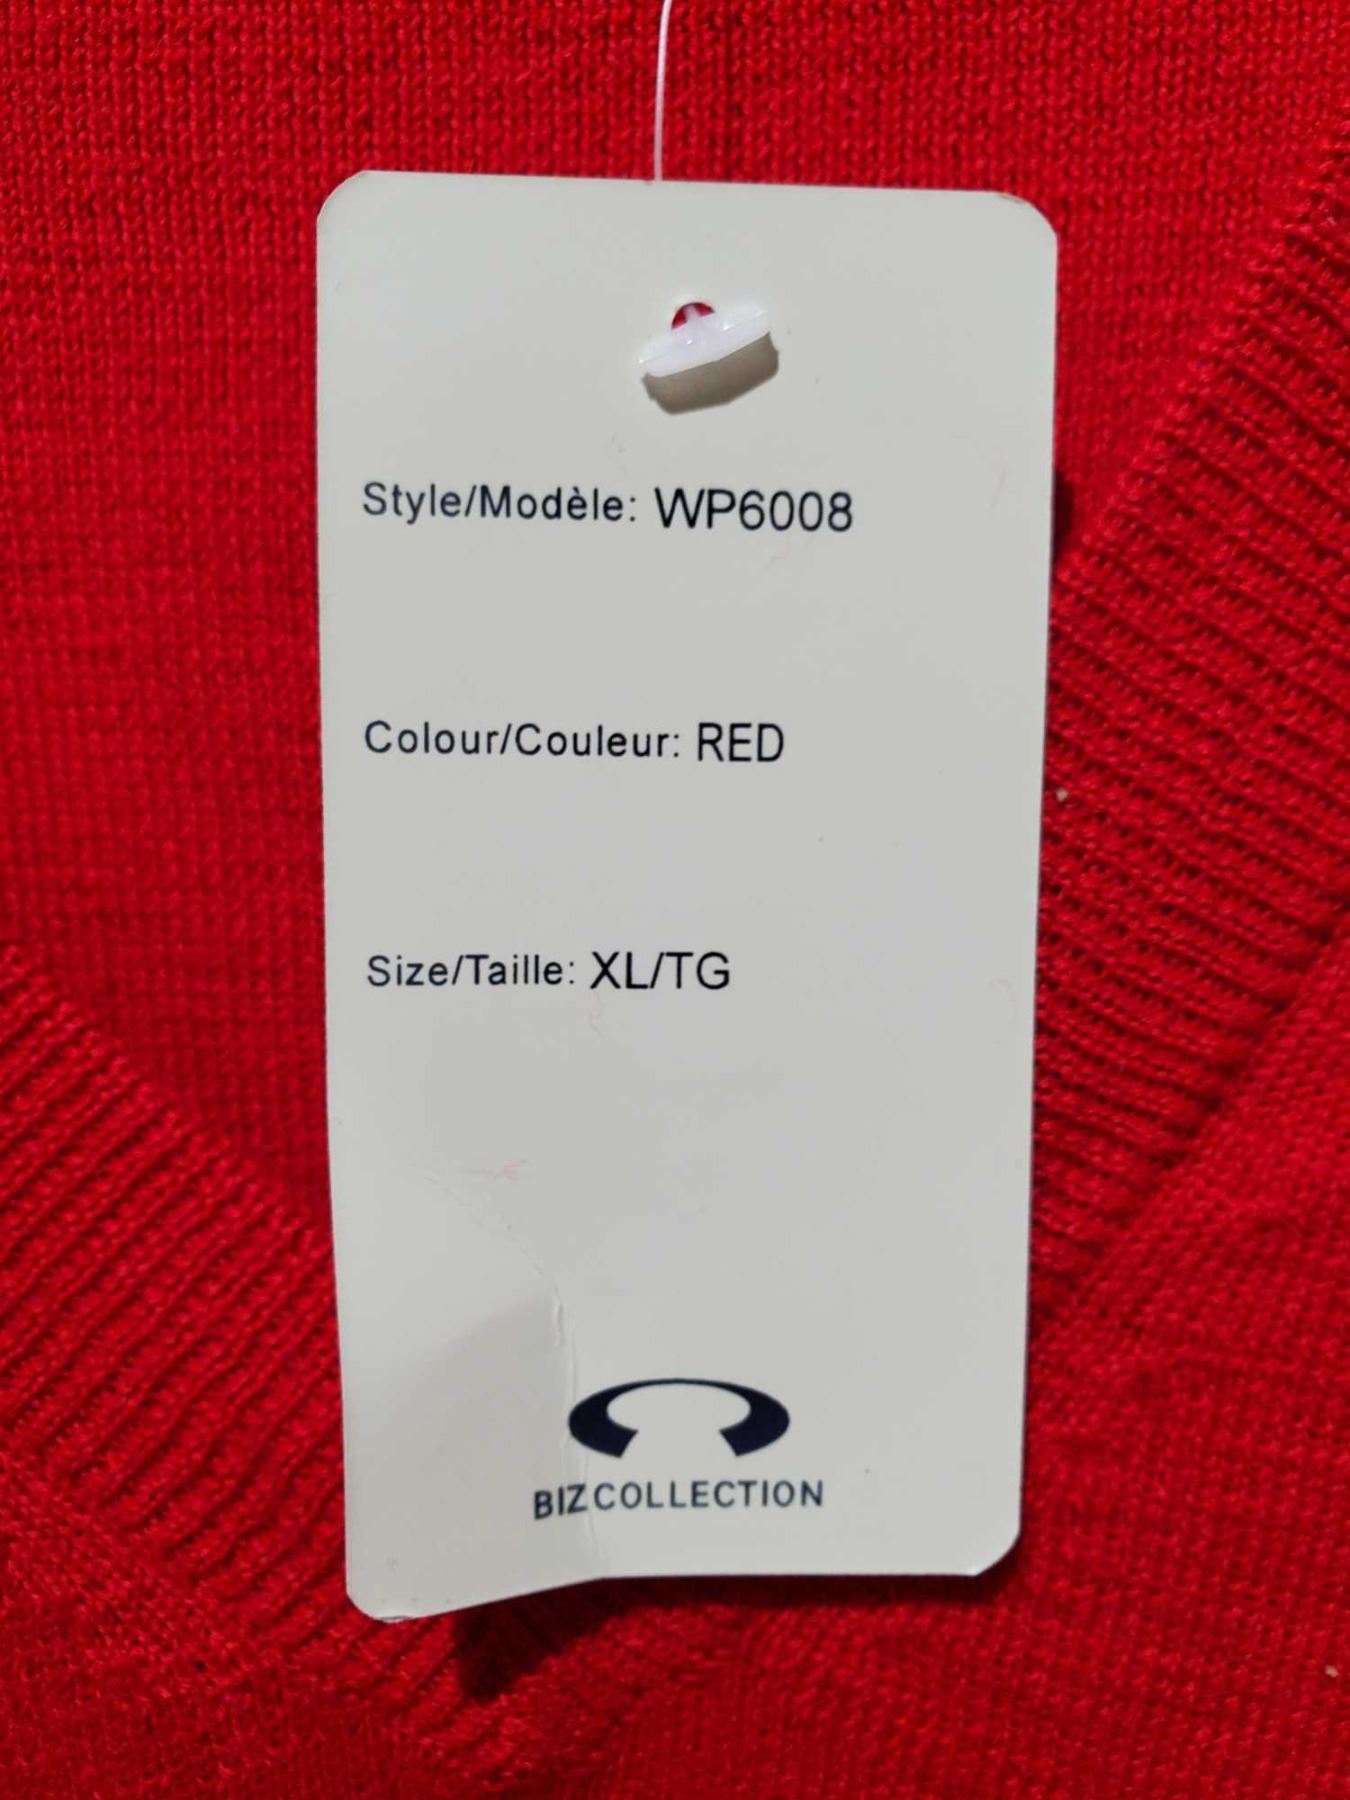 Style/Modèle: WP6008
Colour/Couleur: RED
Size/Taille: XL/TG
BIZCOLLECTION